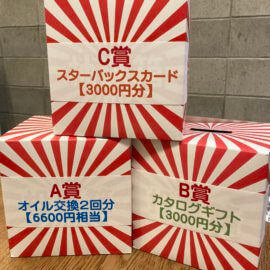 C賞
スターバックスカード
【3000円分】
A賞
オイル交換2回分
【6600円相当】
B賞
カタログギフト
【3000円分】